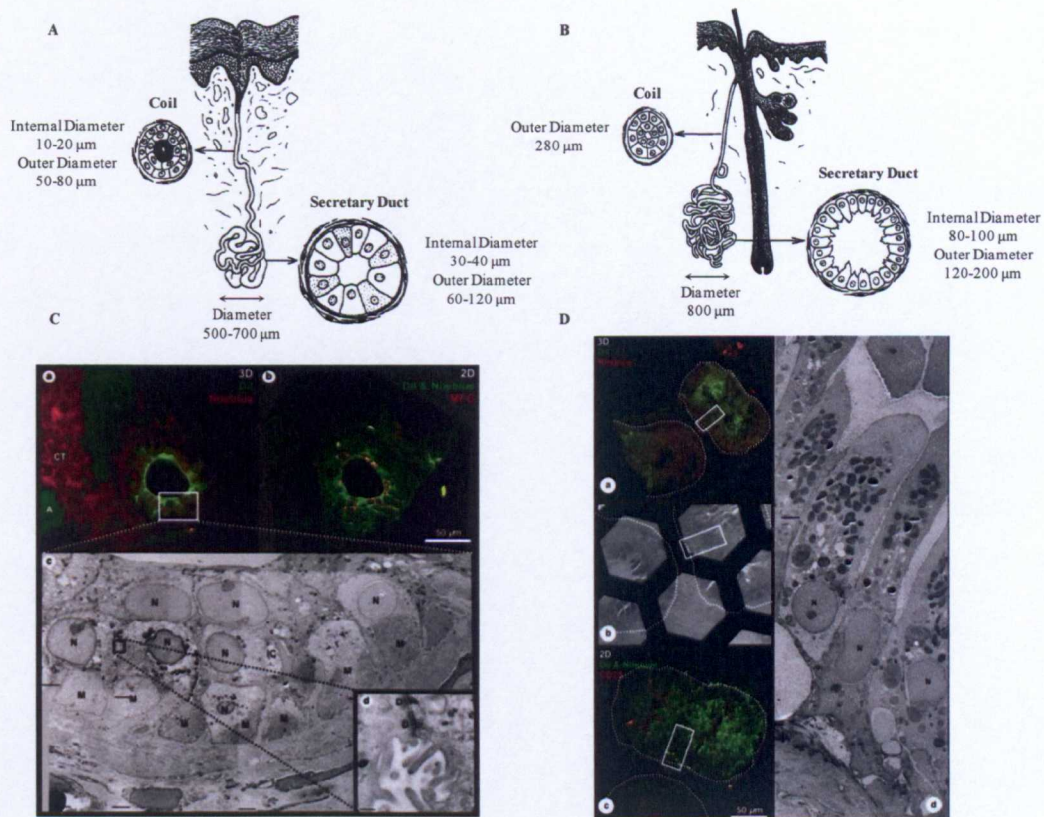 A
Coil
Internal Diameter
10-20 µm
Outer Diameter
50-80 µm
Secretary Duct
Internal Diameter
30-40 µm
Outer Diameter
60-120 µm
Diameter
500-700 µm
B
Coil
Outer Diameter
280 µm
Secretary Duct
Internal Diameter
80-100 µm
Outer Diameter
120-200 µm
Diameter
800 µm
C
a
3D
CT
A
b
2D
50 µm
c
N
N
N
N
N
N
M
M
M
M
M
M
d
D
3D
a
b
2D
c
50 µm
N
N
N
d